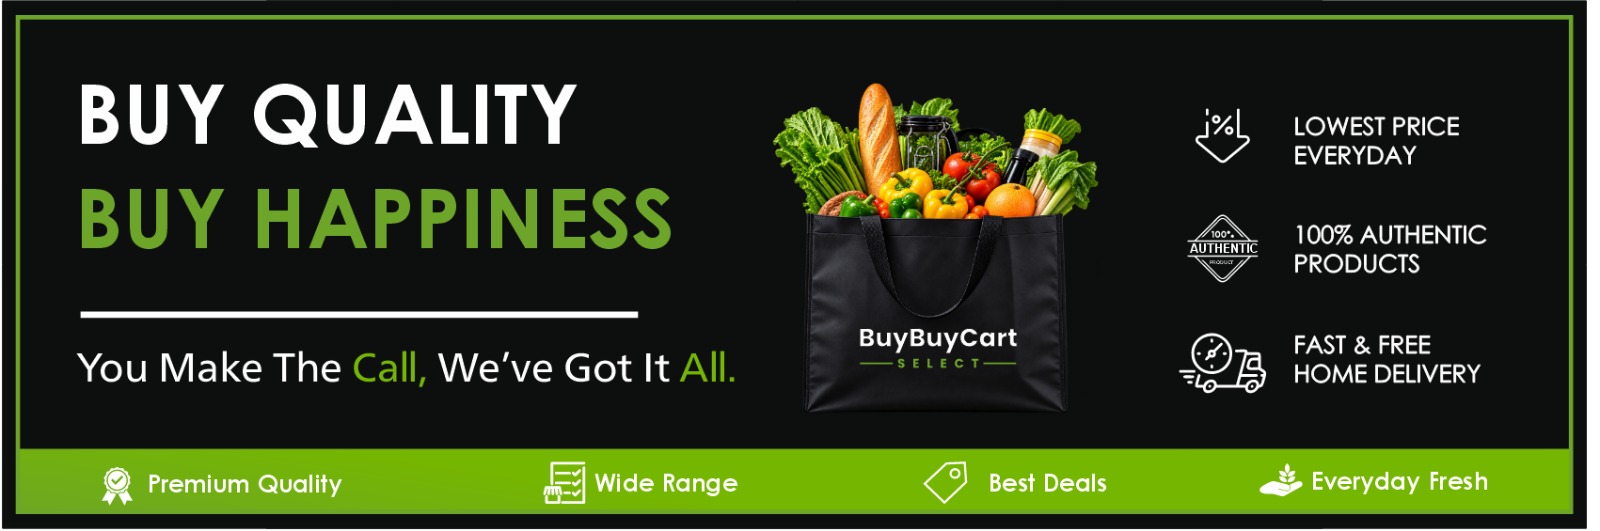 BUY QUALITY
BUY HAPPINESS
You Make The Call, We've Got It All.
BuyBuyCart
SELECT
LOWEST PRICE
EVERYDAY
100%
AUTHENTIC
PRODUCT
100% AUTHENTIC
PRODUCTS
FAST & FREE
HOME DELIVERY
Premium Quality
Wide Range
Best Deals
Everyday Fresh